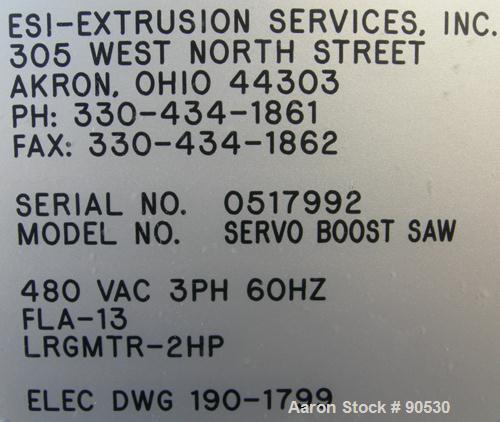 ESI-EXTRUSION SERVICES, INC.
305 WEST NORTH STREET
AKRON, OHIO 44303
PH: 330-434-1861
FAX: 330-434-1862
SERIAL NO. 0517992
MODEL NO. SERVO BOOST SAW
480 VAC 3PH 60HZ
FLA-13
LRGMTR-2HP
ELEC DWG 190-1799
Aaron Stock # 90530